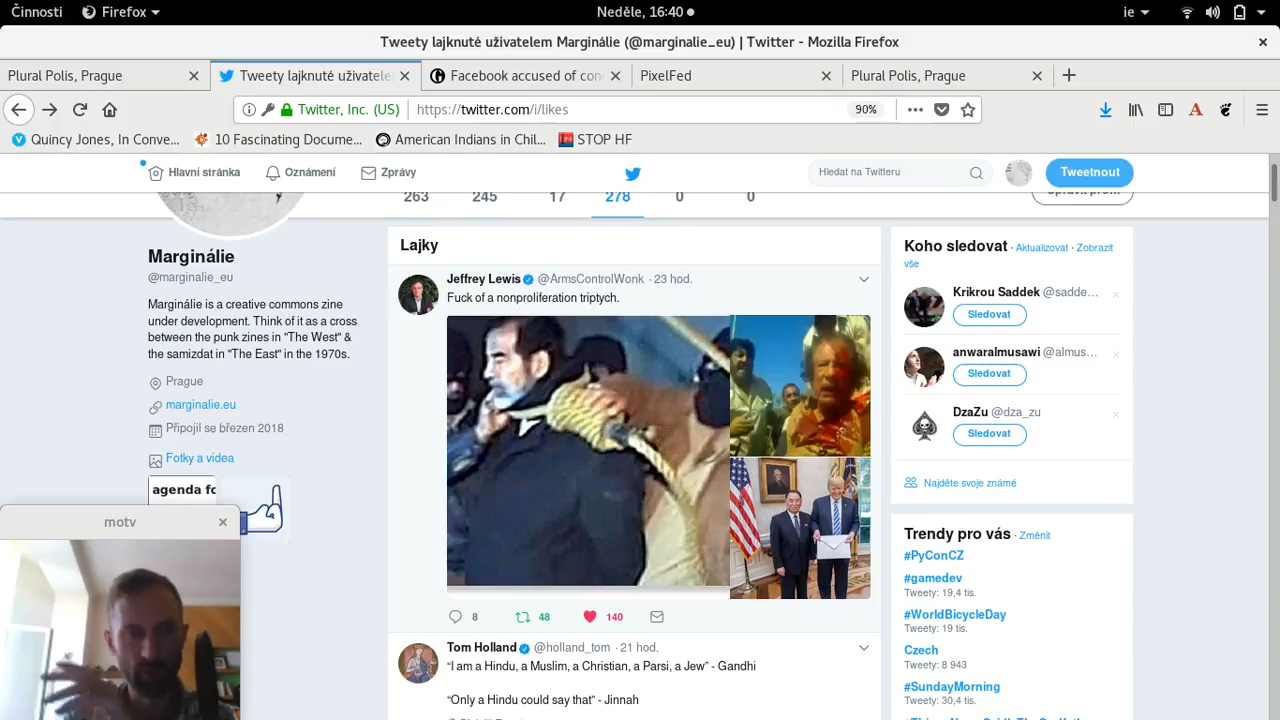 Činnosti
Firefox
Neděle, 16:40
ie
Tweety lajknuté uživatelem Marginálie (@marginalie_eu) | Twitter - Mozilla Firefox
Plural Polis, Prague
Tweety lajknuté uživatele
Facebook accused of con
PixelFed
Plural Polis, Prague
Twitter, Inc. (US)
https://twitter.com/i/likes
90%
Quincy Jones, In Conve...
10 Fascinating Docume...
American Indians in Chil...
STOP HF
Hlavní stránka
Oznámení
Zprávy
Hledat na Twitteru
Tweetnout
263
245
17
278
0
0
Marginálie
@marginalie_eu
Marginálie is a creative commons zine
under development. Think of it as a cross
between the punk zines in "The West" &
the samizdat in "The East" in the 1970s.
Prague
marginalie.eu
Připojil se březen 2018
Fotky a videa
agenda fo
motv
Lajky
Jeffrey Lewis @ArmsControlWonk · 23 hod.
Fuck of a nonproliferation triptych.
8
48
140
Tom Holland @holland_tom · 21 hod.
“I am a Hindu, a Muslim, a Christian, a Parsi, a Jew” - Gandhi
“Only a Hindu could say that” - Jinnah
Koho sledovat · Aktualizovat · Zobrazit
vše
Krikrou Saddek @sadde...
Sledovat
anwaralmusawi @almus...
Sledovat
DzaZu @dza_zu
Sledovat
Najděte svoje známé
Trendy pro vás · Změnit
#PyConCZ
#gamedev
Tweety: 19,4 tis.
#WorldBicycleDay
Tweety: 19 tis.
Czech
Tweety: 8 943
#SundayMorning
Tweety: 30,4 tis.